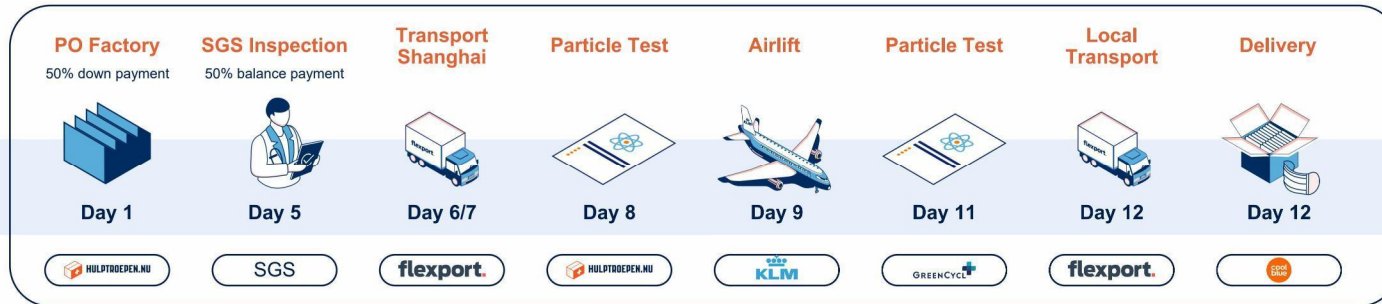 PO Factory
50% down payment
SGS Inspection
50% balance payment
Transport
Shanghai
Particle Test
Airlift
Particle Test
Local
Transport
Delivery
flexport.
flexport.
Day 1
Day 5
Day 6/7
Day 8
Day 9
Day 11
Day 12
Day 12
HULPTROEPEN.NU
SGS
flexport.
HULPTROEPEN.NU
KLM
GREENCYCL
flexport.
cool
blue